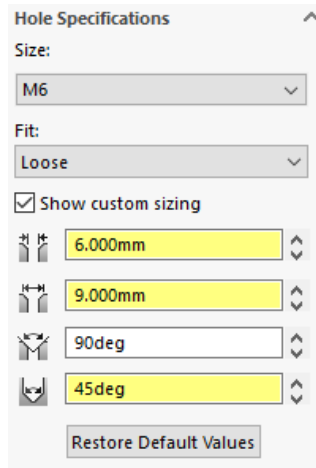 Hole Specifications
Size:
M6
Fit:
Loose
Show custom sizing
6.000mm
9.000mm
90deg
45deg
Restore Default Values